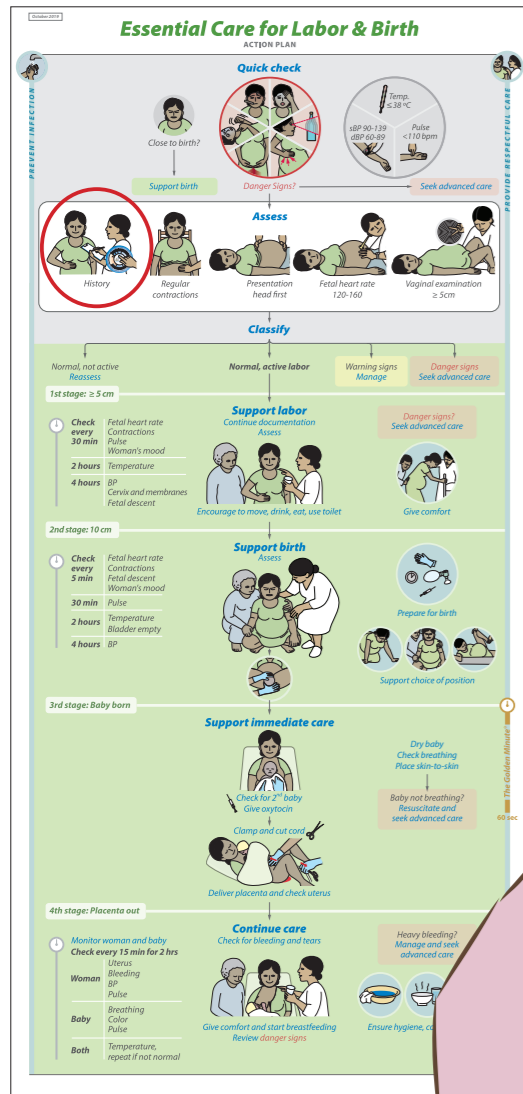 October 2019
Essential Care for Labor & Birth
ACTION PLAN
PREVENT INFECTION
PROVIDE RESPECTFUL CARE
Quick check
Close to birth?
Temp.
≤38 ºC
sBP 90-139
dBP 60-89
Pulse
<110 bpm
Support birth
Danger Signs?
Seek advanced care
Assess
History
Regular
contractions
Presentation
head first
Fetal heart rate
120-160
Vaginal examination
≥ 5cm
Classify
Normal, not active
Reassess
Normal, active labor
Warning signs
Manage
Danger signs
Seek advanced care
1st stage: ≥ 5 cm
Check
every
30 min
Fetal heart rate
Contractions
Pulse
Woman's mood
2 hours
Temperature
4 hours
BP
Cervix and membranes
Fetal descent
Support labor
Continue documentation
Assess
Encourage to move, drink, eat, use toilet
Danger signs?
Seek advanced care
Give comfort
2nd stage: 10 cm
Check
every
5 min
Fetal heart rate
Contractions
Fetal descent
Woman's mood
30 min
Pulse
2 hours
Temperature
Bladder empty
4 hours
BP
Support birth
Assess
Prepare for birth
Support choice of position
3rd stage: Baby born
Support immediate care
Check for 2nd baby
Give oxytocin
Clamp and cut cord
Deliver placenta and check uterus
Dry baby
Check breathing
Place skin-to-skin
Baby not breathing?
Resuscitate and
seek advanced care
The Golden Minute®
60 sec
4th stage: Placenta out
Monitor woman and baby
Check every 15 min for 2 hrs
Woman
Uterus
Bleeding
BP
Pulse
Baby
Breathing
Color
Pulse
Both
Temperature,
repeat if not normal
Continue care
Check for bleeding and tears
Give comfort and start breastfeeding
Review danger signs
Heavy bleeding?
Manage and seek
advanced care
Ensure hygiene,